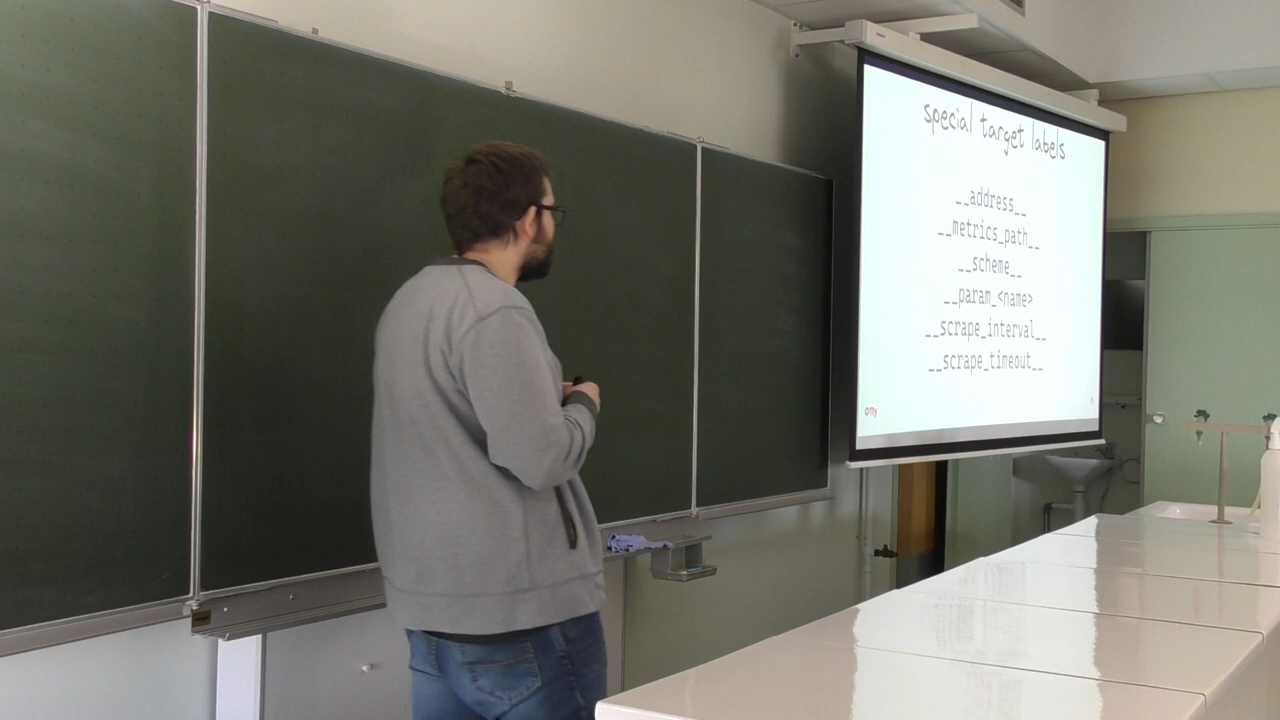 special target labels
__address__
__metrics_path__
__scheme__
__param_<name>
__scrape_interval__
__scrape_timeout__